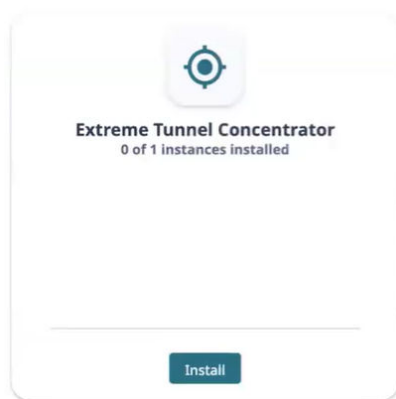 Extreme Tunnel Concentrator
0 of 1 instances installed
Install